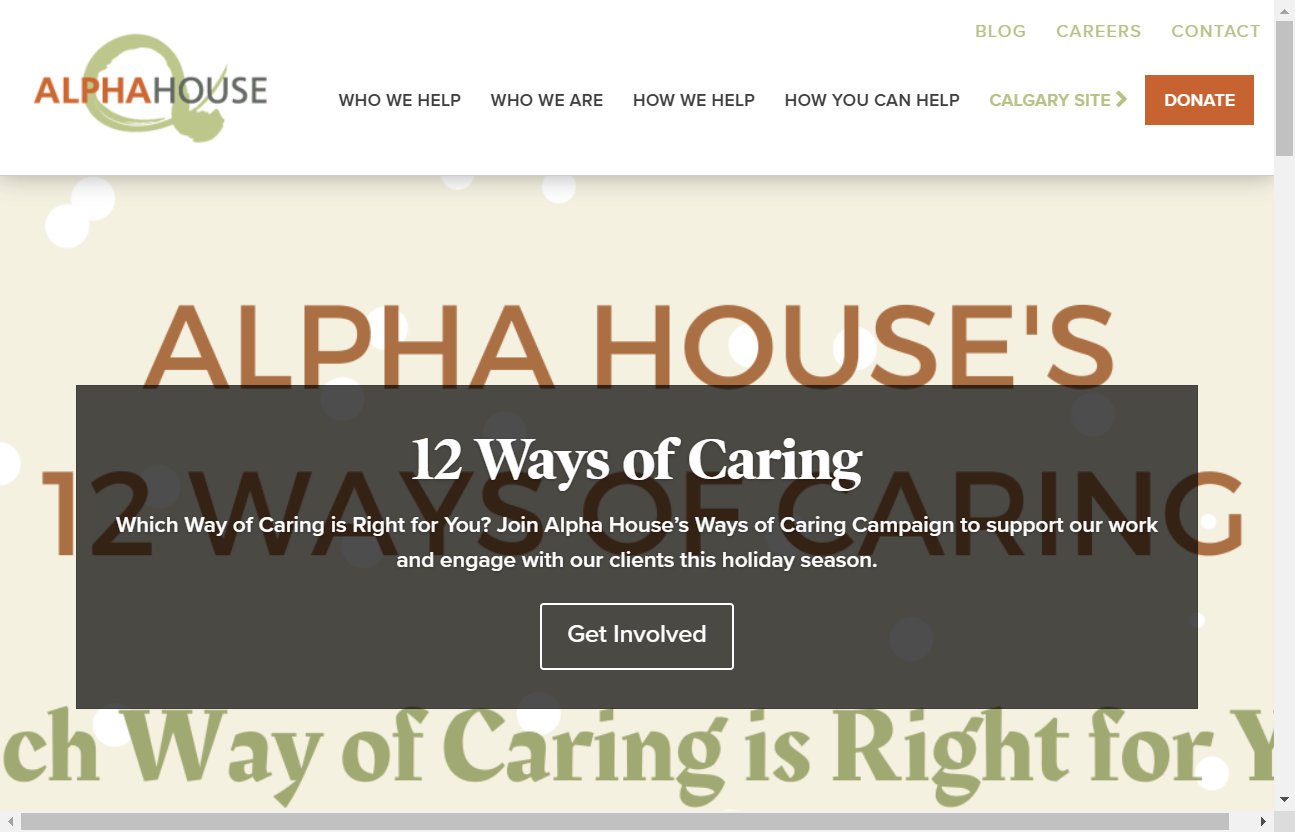 BLOG CAREERS CONTACT
ALPHAHOUSE
WHO WE HELP WHO WE ARE HOW WE HELP HOW YOU CAN HELP CALGARY SITE DONATE
ALPHA HOUSE'S
12 WAYS OF CARING
12 Ways of Caring
Which Way of Caring is Right for You? Join Alpha House’s Ways of Caring Campaign to support our work
and engage with our clients this holiday season.
Get Involved
ch Way of Caring is Right for Y